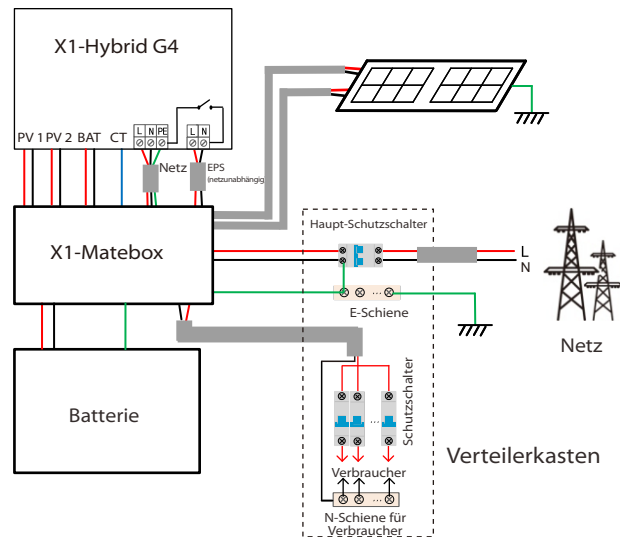 X1-Hybrid G4
PV 1 PV 2 BAT CT
L N PE
L N
Netz
EPS
(netzunabhängig
X1-Matebox
Haupt-Schutzschalter
L
N
E-Schiene
Netz
Batterie
Schutzschalter
...
Verbraucher
Verteilerkasten
N-Schiene für
Verbraucher